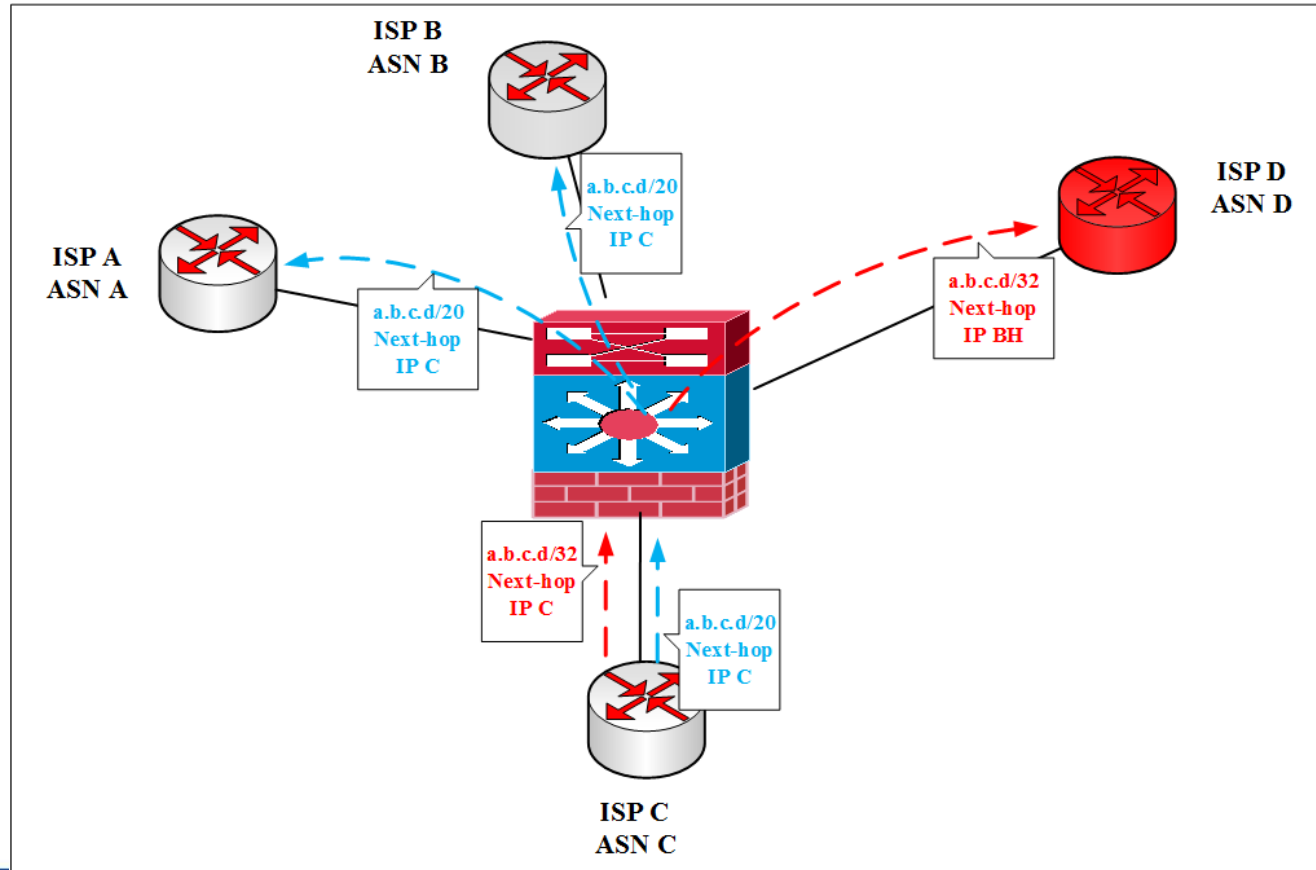 ISP B
ASN B
a.b.c.d/20
Next-hop
IP C
ISP D
ASN D
ISP A
ASN A
a.b.c.d/20
Next-hop
IP C
a.b.c.d/32
Next-hop
IP BH
a.b.c.d/32
Next-hop
IP C
a.b.c.d/20
Next-hop
IP C
ISP C
ASN C